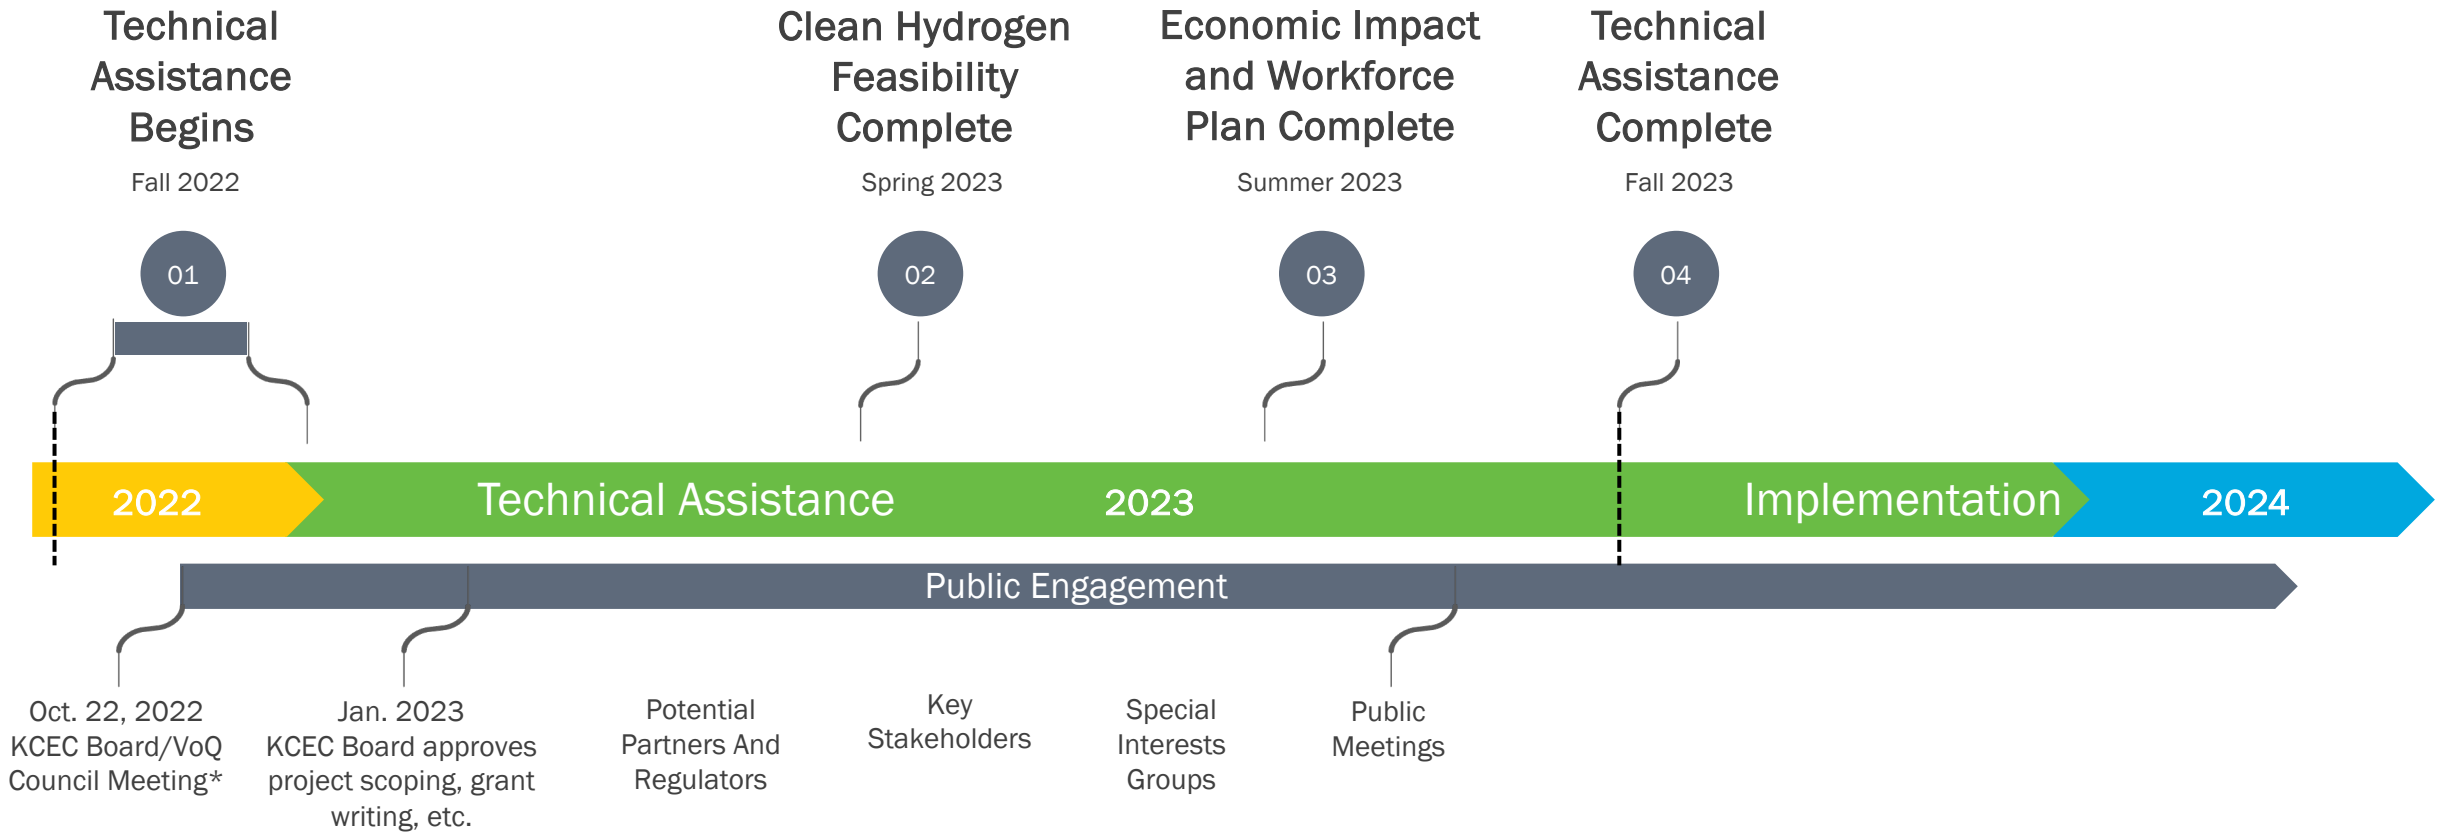 Technical
Assistance
Begins
Fall 2022
01
Clean Hydrogen
Feasibility
Complete
Spring 2023
02
Economic Impact
and Workforce
Plan Complete
Summer 2023
03
Technical
Assistance
Complete
Fall 2023
04
2022
Technical Assistance
2023
Implementation
2024
Public Engagement
Oct. 22, 2022
KCEC Board/VoQ
Council Meeting*
Jan. 2023
KCEC Board approves
project scoping, grant
writing, etc.
Potential
Partners And
Regulators
Key
Stakeholders
Special
Interests
Groups
Public
Meetings